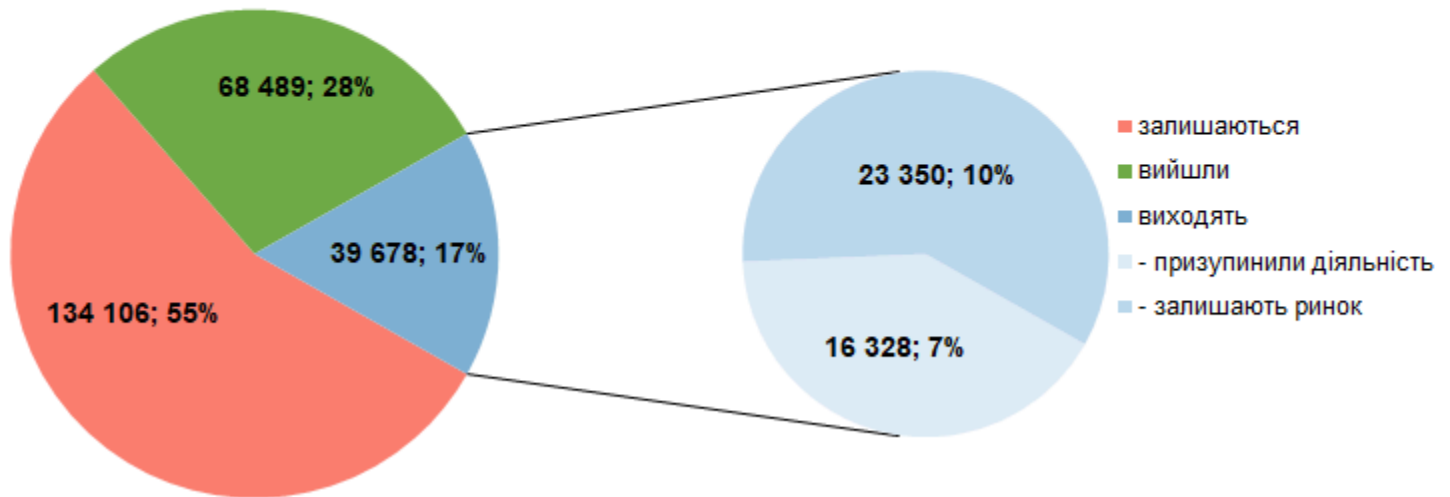 68 489; 28%
39 678; 17%
134 106; 55%
23 350; 10%
16 328; 7%
залишаються
вийшли
виходять
- призупинили діяльність
- залишають ринок